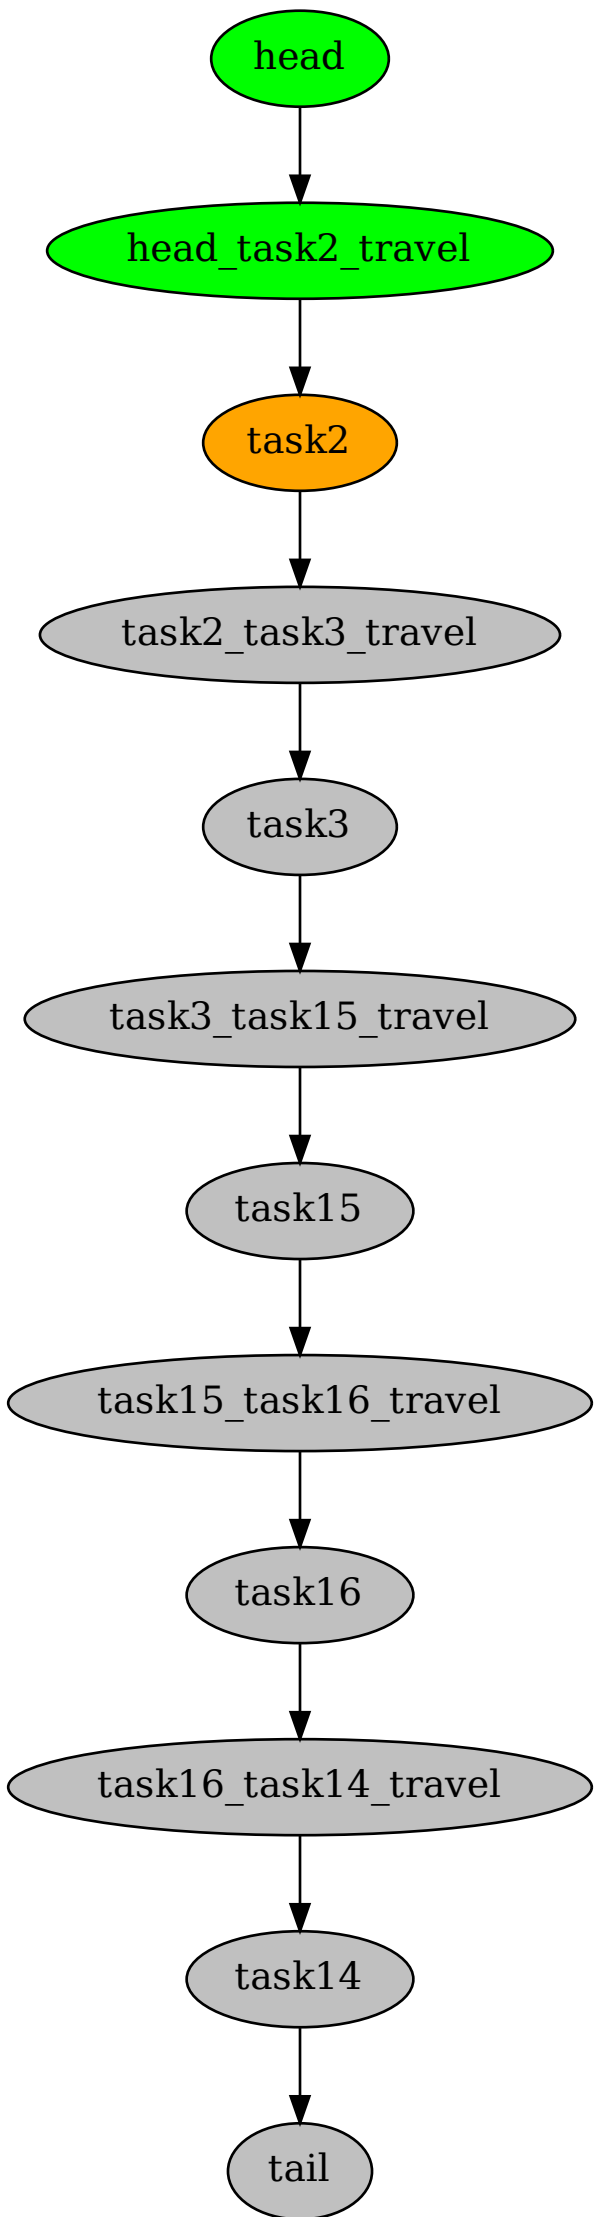 head
head_task2_travel
task2
task2_task3_travel
task3
task3_task15_travel
task15
task15_task16_travel
task16
task16_task14_travel
task14
tail